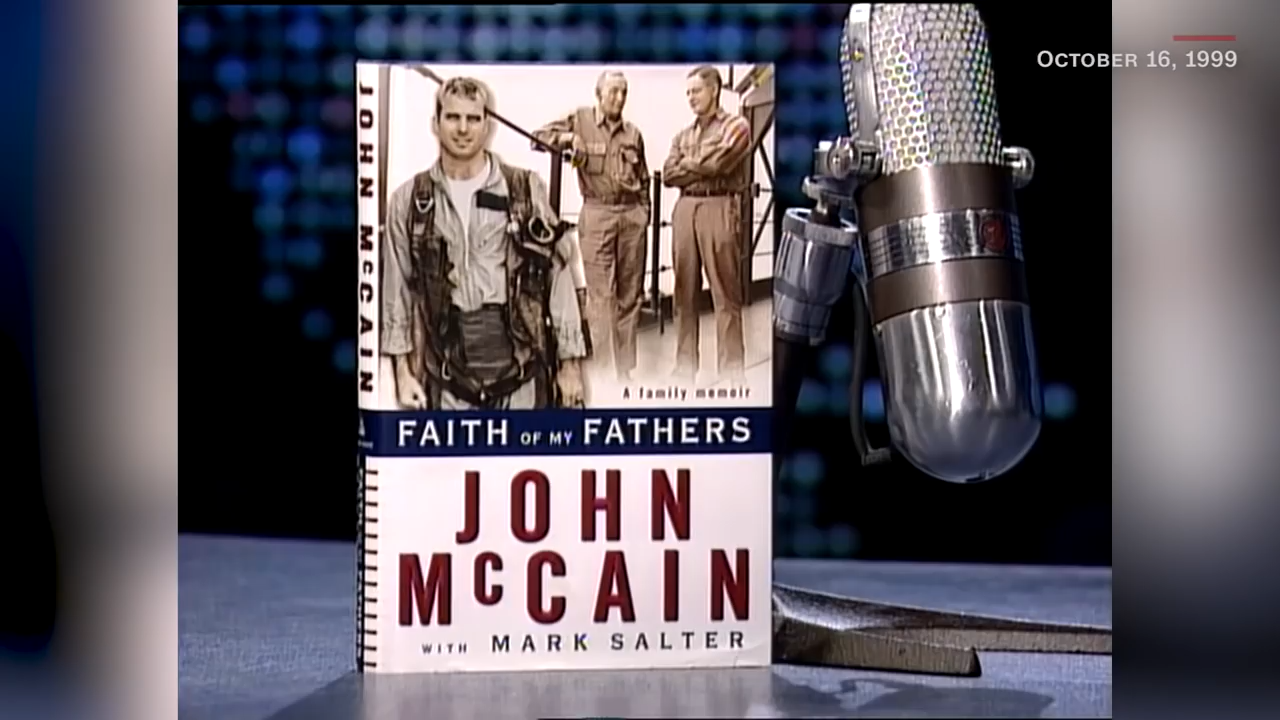 OCTOBER 16, 1999
JOHN McCAIN
A family memoir
FAITH OF MY FATHERS
JOHN
McCAIN
WITH MARK SALTER